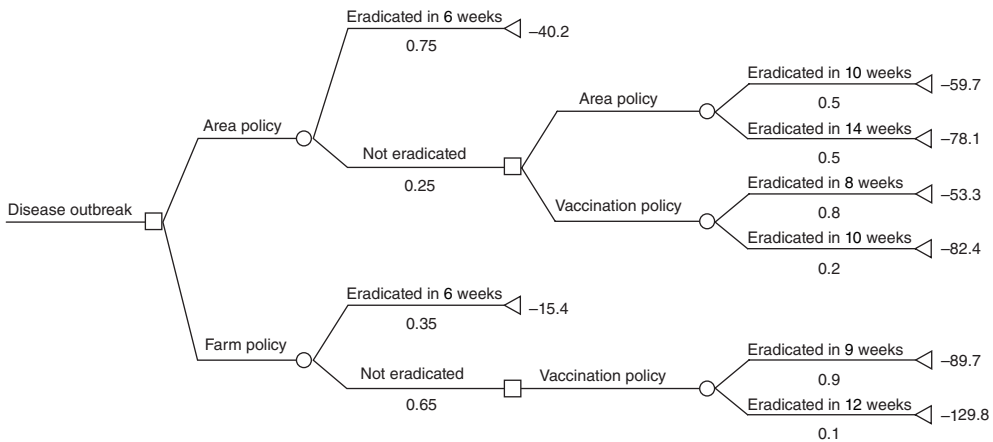 Eradicated in 6 weeks
–40.2
0.75
Eradicated in 10 weeks
–59.7
Area policy
0.5
Area policy
Eradicated in 14 weeks
–78.1
Not eradicated
0.5
0.25
Eradicated in 8 weeks
–53.3
Vaccination policy
0.8
Disease outbreak
Eradicated in 10 weeks
–82.4
0.2
Eradicated in 6 weeks
–15.4
0.35
Farm policy
Eradicated in 9 weeks
–89.7
Not eradicated
Vaccination policy
0.9
0.65
Eradicated in 12 weeks
–129.8
0.1